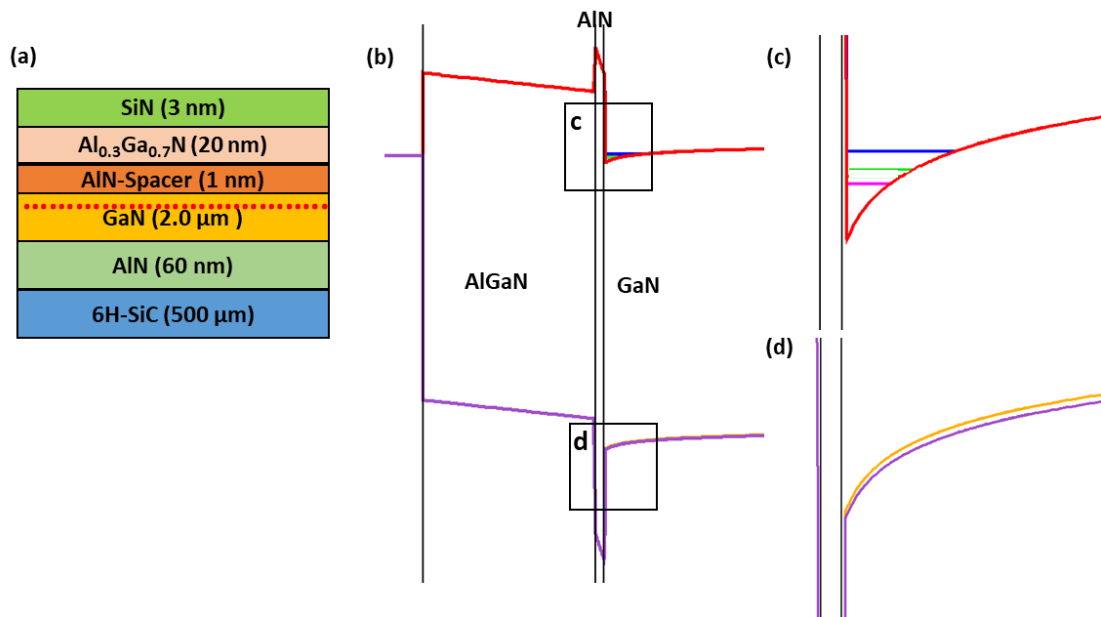 (a)
SiN (3 nm)
Al0.3Ga0.7N (20 nm)
AlN-Spacer (1 nm)
GaN (2.0 µm )
AlN (60 nm)
6H-SiC (500 µm)
(b)
AlN
c
AlGaN
GaN
d
(c)
(d)